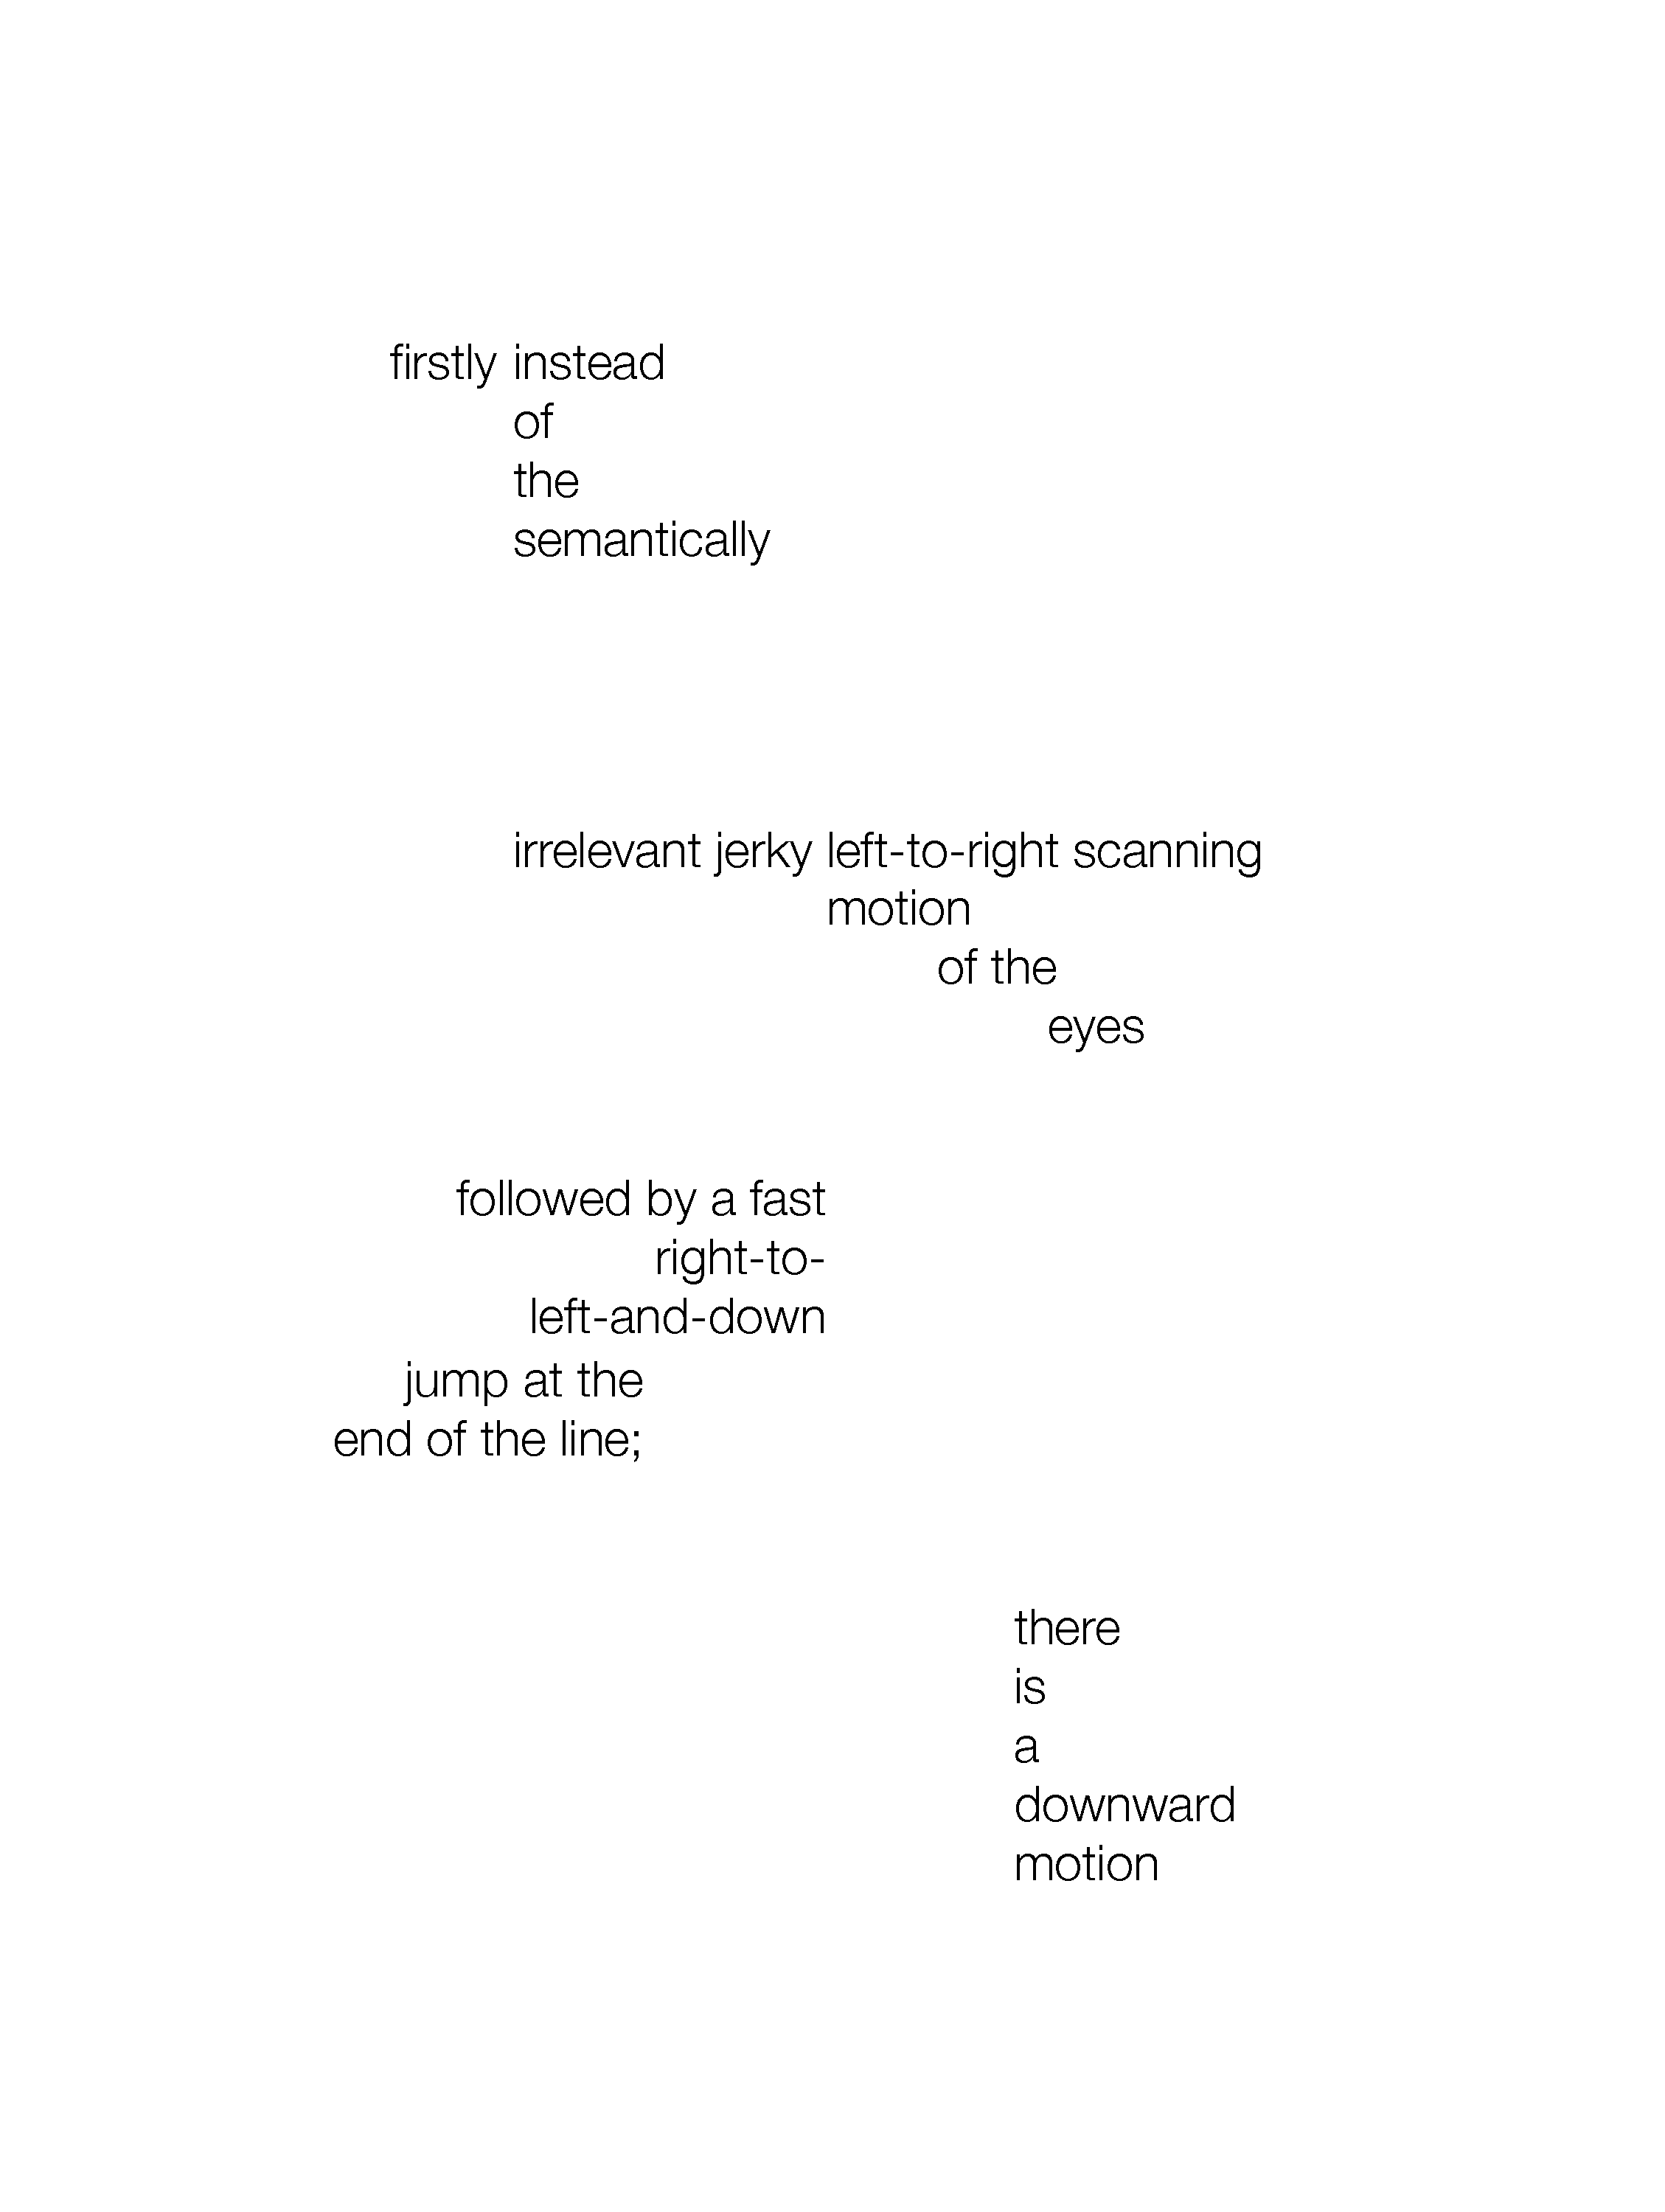 firstly instead
of
the
semantically
irrelevant jerky left-to-right scanning
motion
of the
eyes
followed by a fast
right-to-
left-and-down
jump at the
end of the line;
there
is
a
downward
motion